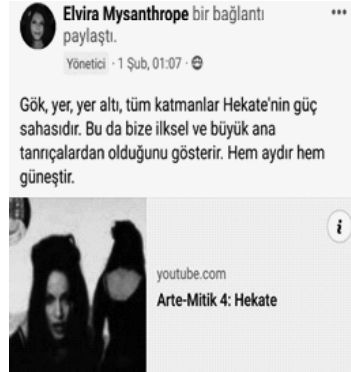 Elvira Mysanthrope bir bağlantı
paylaştı.
Yönetici · 1 Şub, 01:07 ·
Gök, yer, yer altı, tüm katmanlar Hekate'nin güç
sahasıdır. Bu da bize ilksel ve büyük ana
tanrıçalardan olduğunu gösterir. Hem aydır hem
güneştir.
youtube.com
Arte-Mitik 4: Hekate